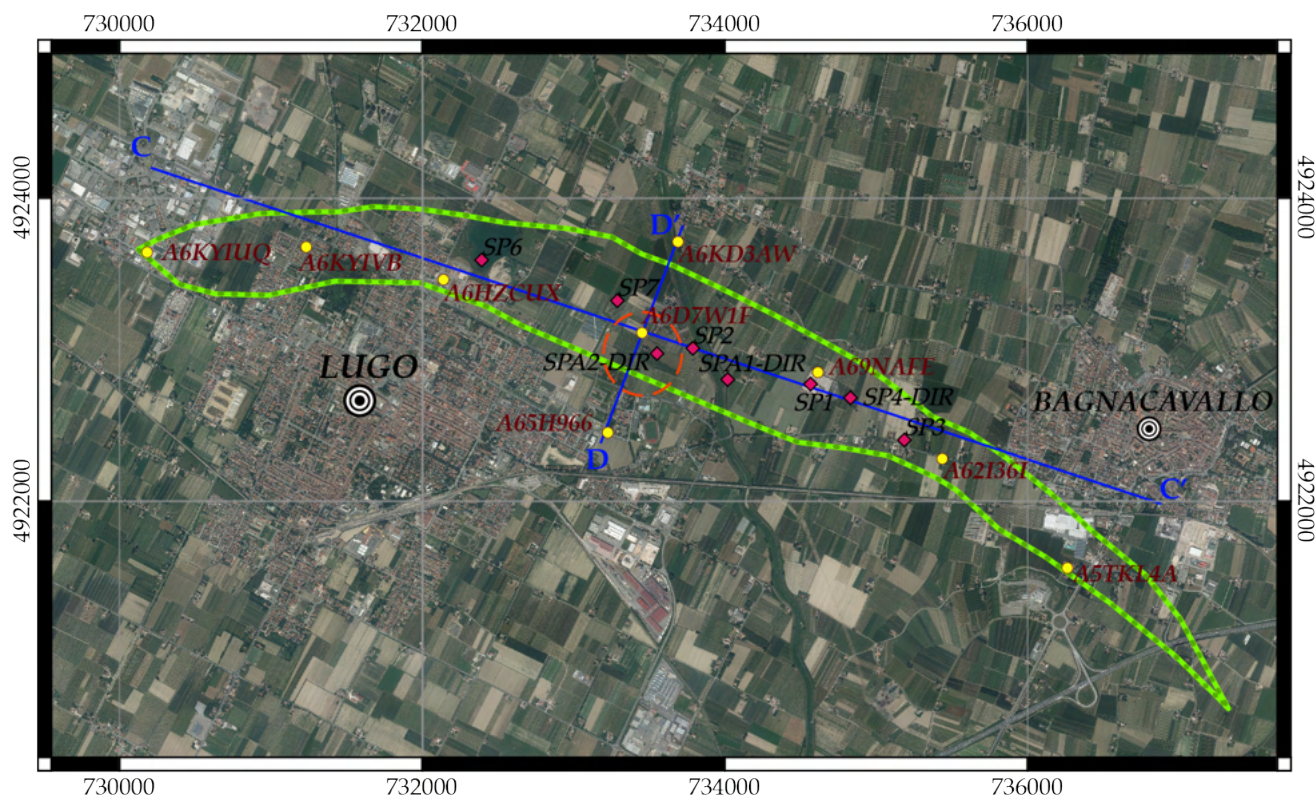 730000 732000 734000 736000
C
4924000
4924000
D'
A6KYIUQ
A6KYIVB
SP6
A6KD3AW
A6HZCUX
SP7
A6D7W1F
SP2
SPA2-DIR
SPA1-DIR
A69NAFE
LUGO
SP1
SP4-DIR
BAGNACAVALLO
A65H966
SP3
D
A62I36I
C'
4922000
4922000
A5TKL4A
730000 732000 734000 736000